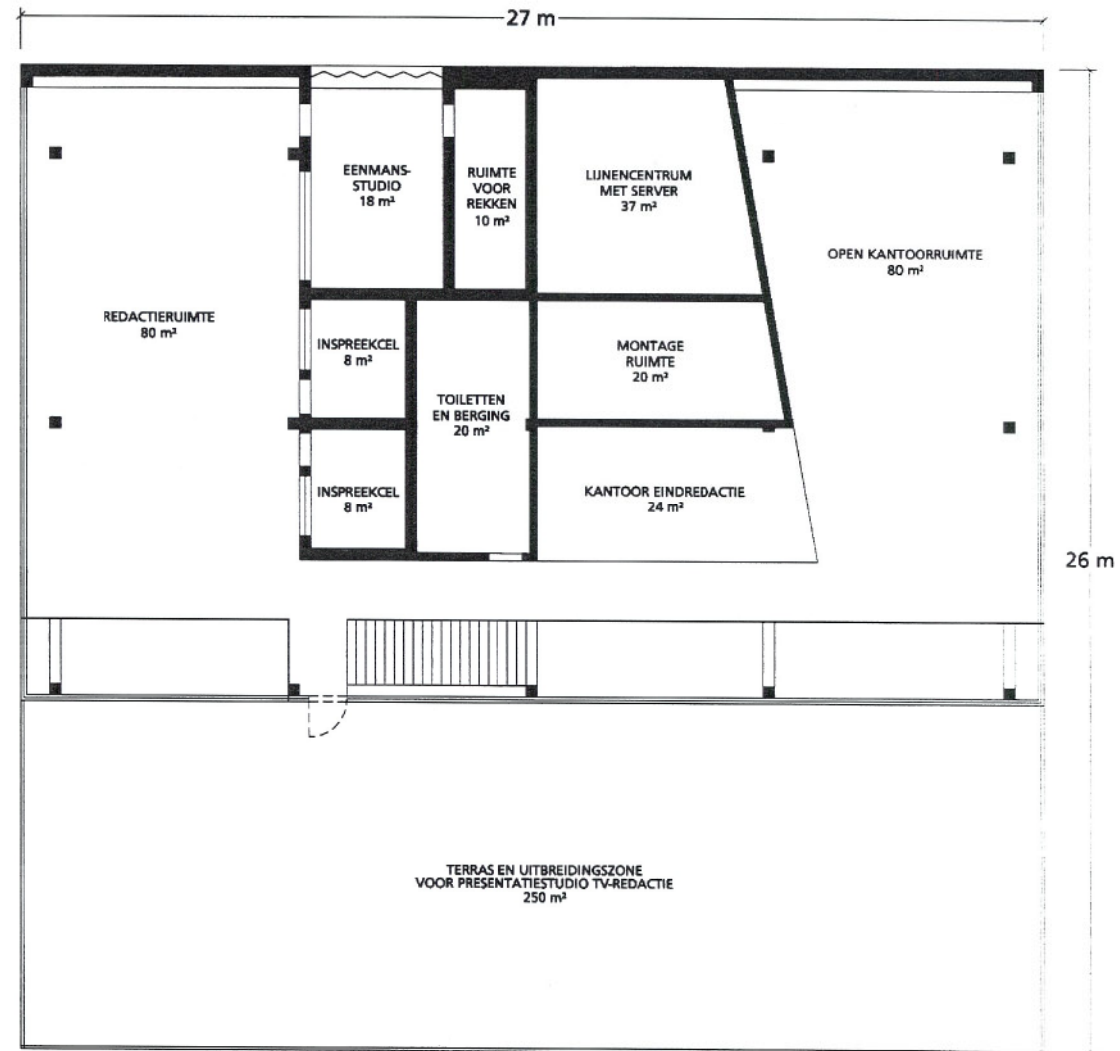 27 m
EENMANS-
STUDIO
18 m²
RUIMTE
VOOR
REKKEN
10 m²
LIJNENCENTRUM
MET SERVER
37 m²
OPEN KANTOORRUIMTE
80 m²
REDACTIERUIMTE
80 m²
INSPREEKCEL
8 m²
MONTAGE
RUIMTE
20 m²
TOILETTEN
EN BERGING
20 m²
INSPREEKCEL
8 m²
KANTOOR EINDREDACTIE
24 m²
26 m
TERRAS EN UITBREIDINGSZONE
VOOR PRESENTATIESTUDIO TV-REDACTIE
250 m²